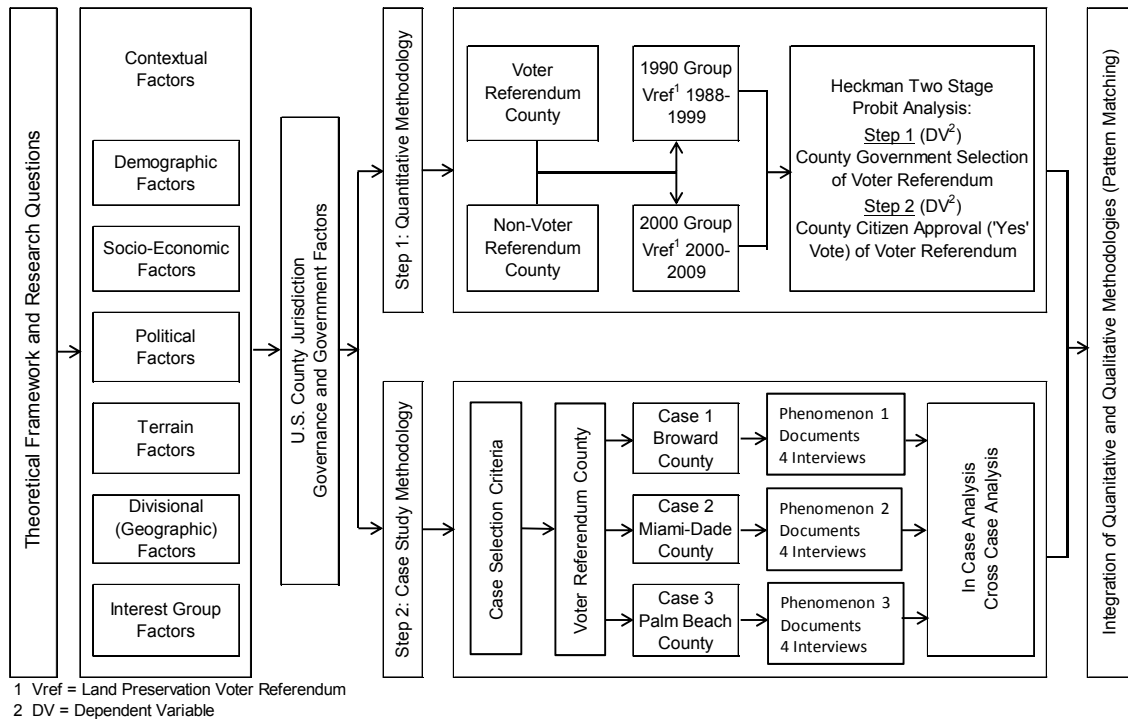 Theoretical Framework and Research Questions
Contextual
Factors
Demographic
Factors
Socio-Economic
Factors
Political
Factors
Terrain
Factors
Divisional
(Geographic)
Factors
Interest Group
Factors
U.S. County Jurisdiction
Governance and Government Factors
Step 1: Quantitative Methodology
Voter
Referendum
County
Non-Voter
Referendum
County
1990 Group
Vref¹ 1988-
1999
2000 Group
Vref¹ 2000-
2009
Heckman Two Stage
Probit Analysis:
Step 1 (DV²)
County Government Selection
of Voter Referendum
Step 2 (DV²)
County Citizen Approval ('Yes'
Vote) of Voter Referendum
Step 2: Case Study Methodology
Case Selection Criteria
Voter Referendum County
Case 1
Broward
County
Case 2
Miami-Dade
County
Case 3
Palm Beach
County
Phenomenon 1
Documents
4 Interviews
Phenomenon 2
Documents
4 Interviews
Phenomenon 3
Documents
4 Interviews
In Case Analysis
Cross Case Analysis
Integration of Quantitative and Qualitative Methodologies (Pattern Matching)
1 Vref = Land Preservation Voter Referendum
2 DV = Dependent Variable